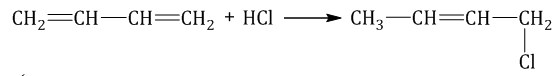 CH₂=CH—CH=CH₂ + HCl ⟶ CH₃—CH=CH—CH₂
Cl